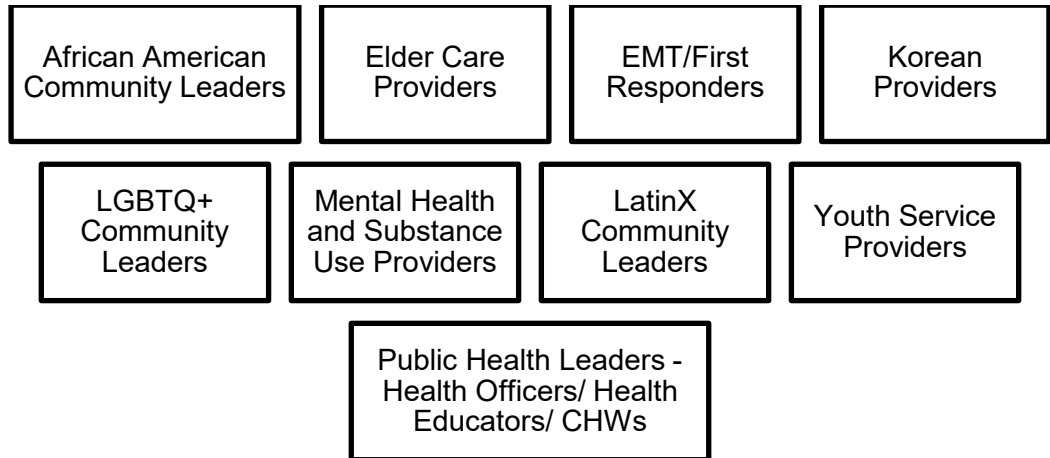 African American
Community Leaders
Elder Care
Providers
EMT/First
Responders
Korean
Providers
LGBTQ+
Community
Leaders
Mental Health
and Substance
Use Providers
LatinX
Community
Leaders
Youth Service
Providers
Public Health Leaders -
Health Officers/ Health
Educators/ CHWs